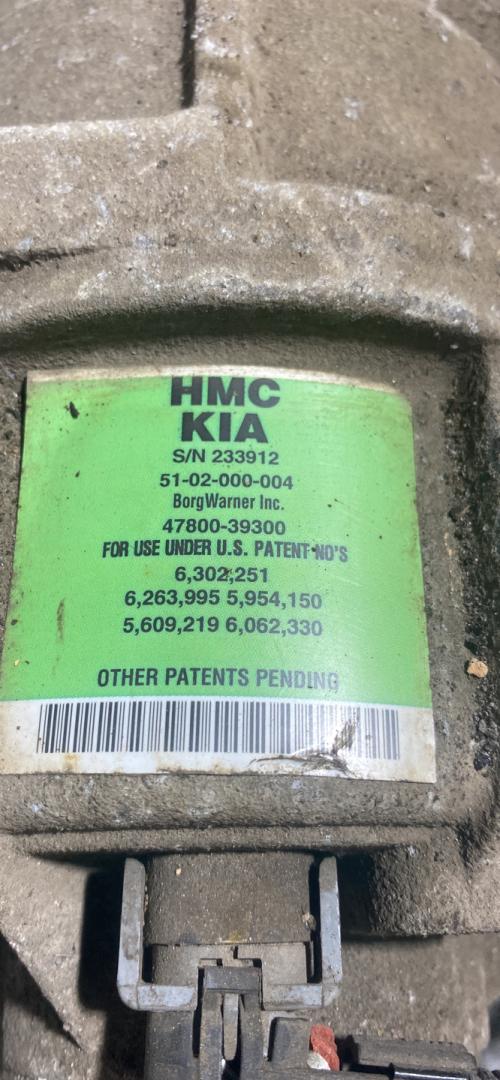 HMC
KIA
S/N 233912
51-02-000-004
BorgWarner Inc.
47800-39300
FOR USE UNDER U.S. PATENT NO'S
6,302,251
6,263,995 5,954,150
5,609,219 6,062,330
OTHER PATENTS PENDING